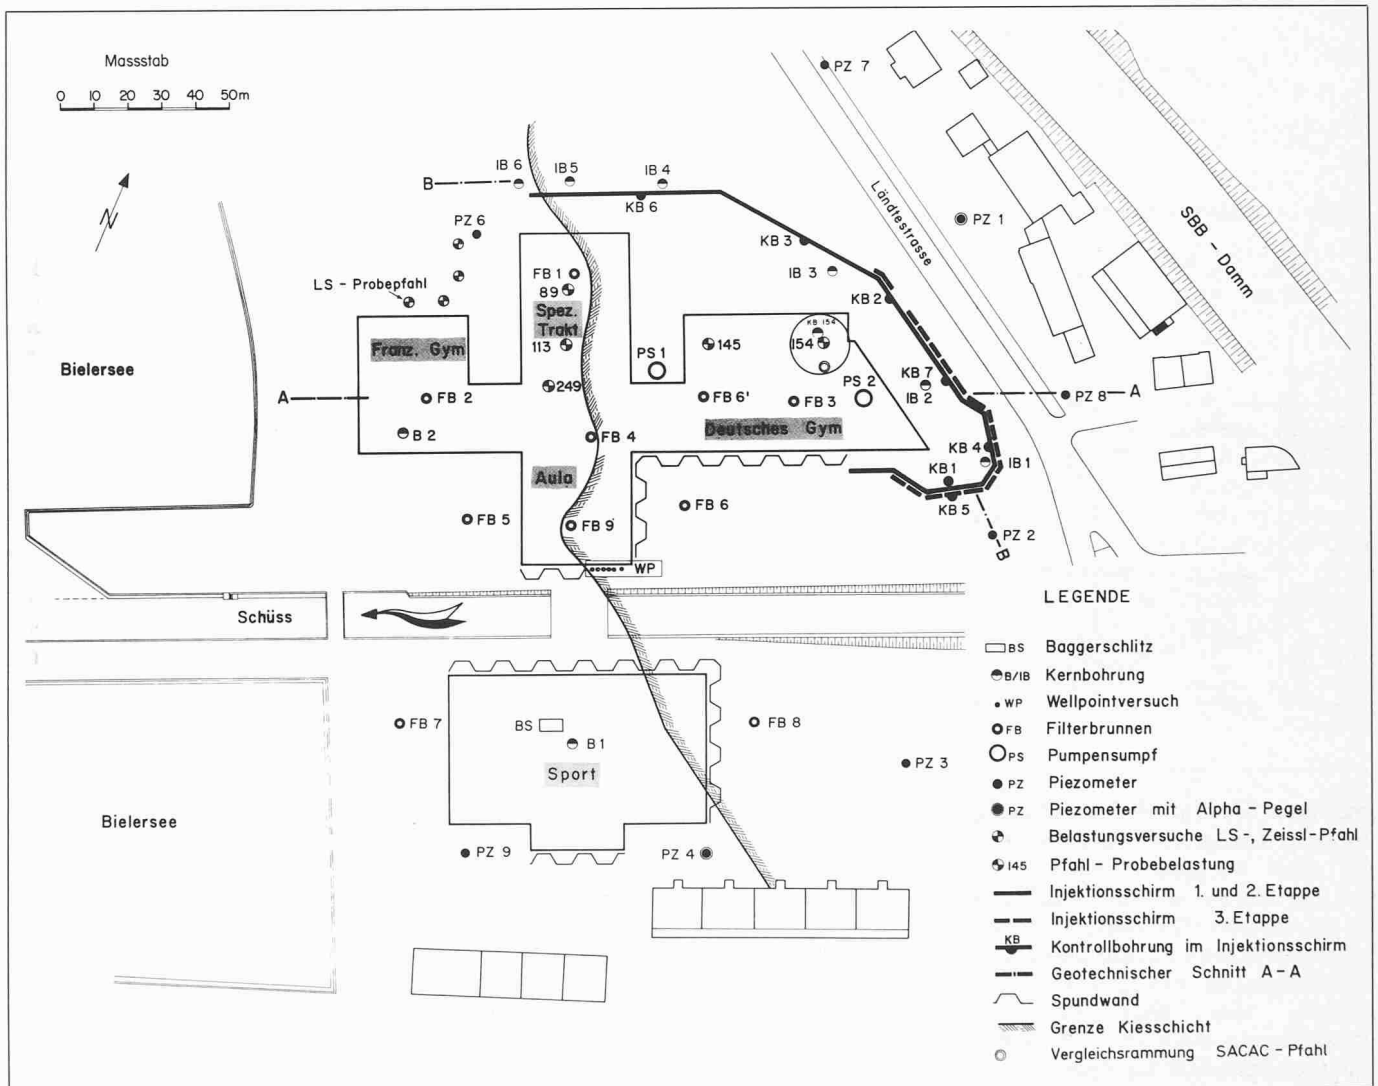 Massstab
0 10 20 30 40 50m
N
PZ 7
Ländtestrasse
SBB - Damm
PZ 1
B
IB 6
IB 5
IB 4
KB 6
PZ 6
KB 3
IB 3
LS - Probepfahl
FB 1
89
Spez.
Trakt
KB 2
KB 154
Franz. Gym
113
PS 1
145
154
Bielersee
KB 7
A
249
PS 2
IB 2
PZ 8
A
FB 2
FB 6'
FB 3
B 2
FB 4
Deutsches Gym
KB 4
IB 1
Aula
KB 1
KB 5
FB 5
FB 9
FB 6
PZ 2
B
WP
Schüss
FB 7
BS
B 1
FB 8
Sport
PZ 3
Bielersee
PZ 9
PZ 4
LEGENDE
BS Baggerschlitz
B/IB Kernbohrung
WP Wellpointversuch
FB Filterbrunnen
PS Pumpensumpf
PZ Piezometer
PZ Piezometer mit Alpha - Pegel
Belastungsversuche LS -, Zeissl-Pfahl
145 Pfahl - Probebelastung
Injektionsschirm 1. und 2. Etappe
Injektionsschirm 3. Etappe
KB Kontrollbohrung im Injektionsschirm
Geotechnischer Schnitt A - A
Spundwand
Grenze Kiesschicht
Vergleichsrammung SACAC - Pfahl